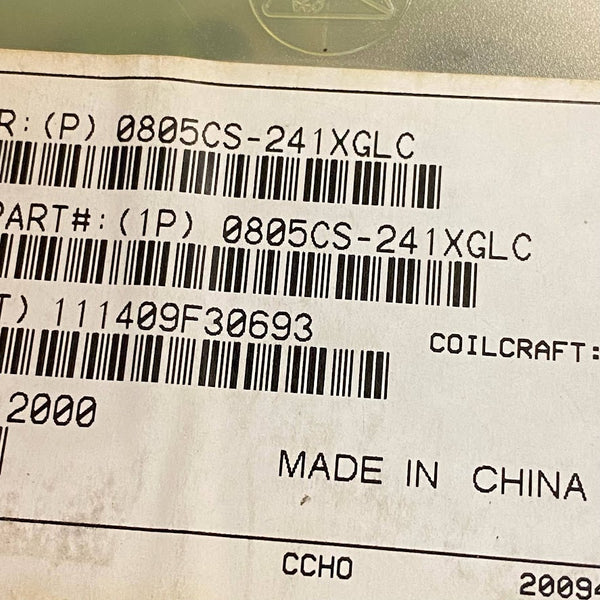 R:(P) 0805CS-241XGLC
PART#:(1P) 0805CS-241XGLC
T) 111409F30693
COILCRAFT:
2000
MADE IN CHINA
CCHO
20094